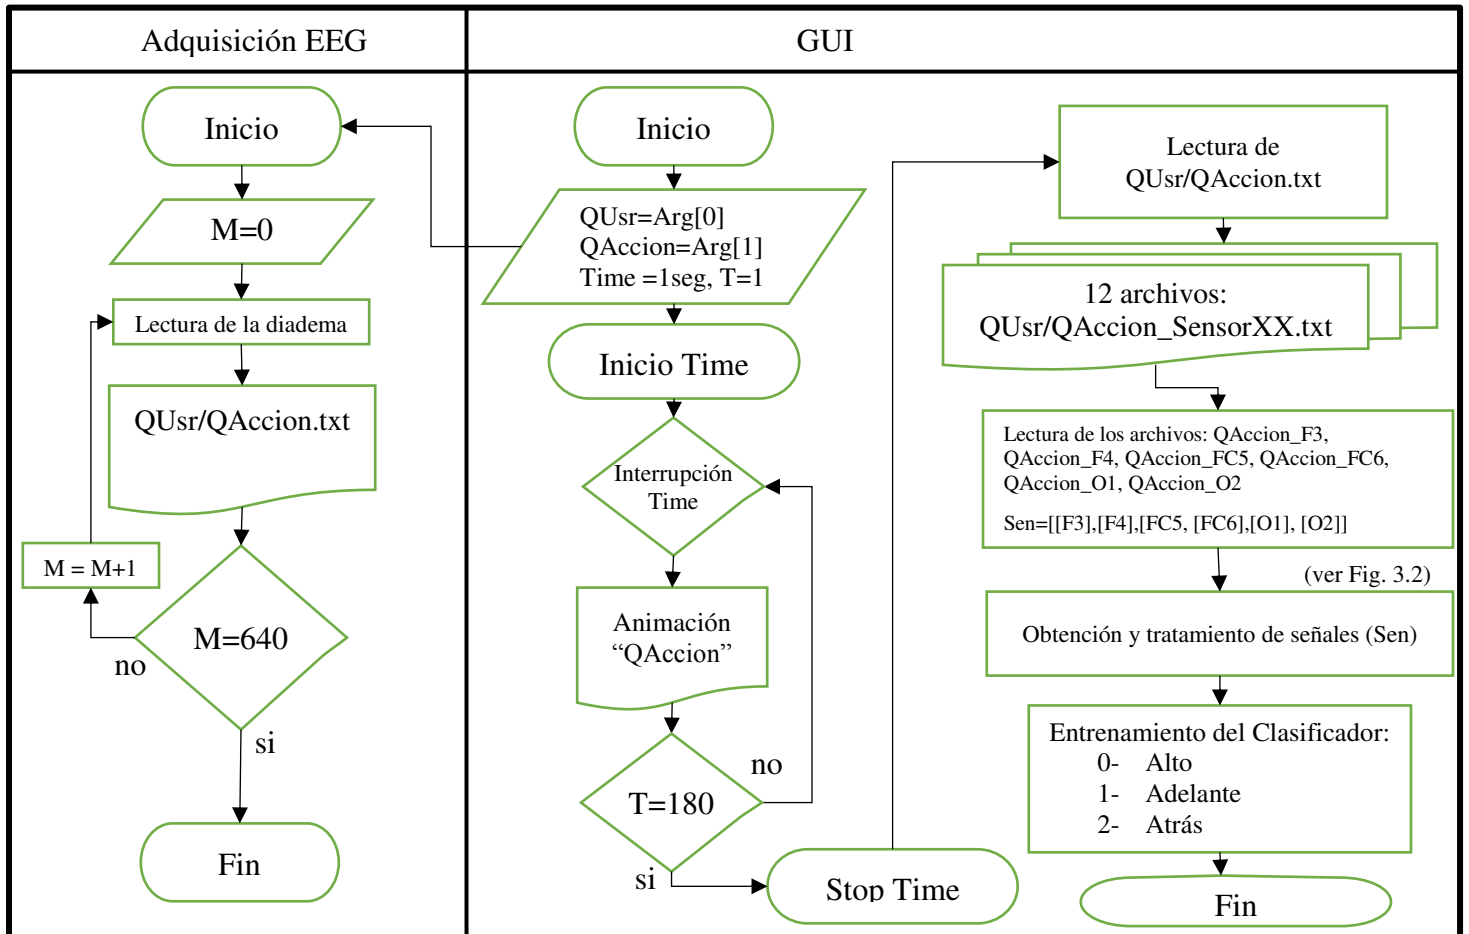 Adquisición EEG
GUI
Inicio
M=0
Lectura de la diadema
QUsr/QAccion.txt
M = M+1
M=640
no
si
Fin
Inicio
QUsr=Arg[0]
QAccion=Arg[1]
Time =1seg, T=1
Inicio Time
Interrupción
Time
Animación
“QAccion”
T=180
no
si
Stop Time
Lectura de
QUsr/QAccion.txt
12 archivos:
QUsr/QAccion_SensorXX.txt
Lectura de los archivos: QAccion_F3,
QAccion_F4, QAccion_FC5, QAccion_FC6,
QAccion_O1, QAccion_O2
Sen=[[F3],[F4],[FC5, [FC6],[O1], [O2]]
(ver Fig. 3.2)
Obtención y tratamiento de señales (Sen)
Entrenamiento del Clasificador:
0- Alto
1- Adelante
2- Atrás
Fin